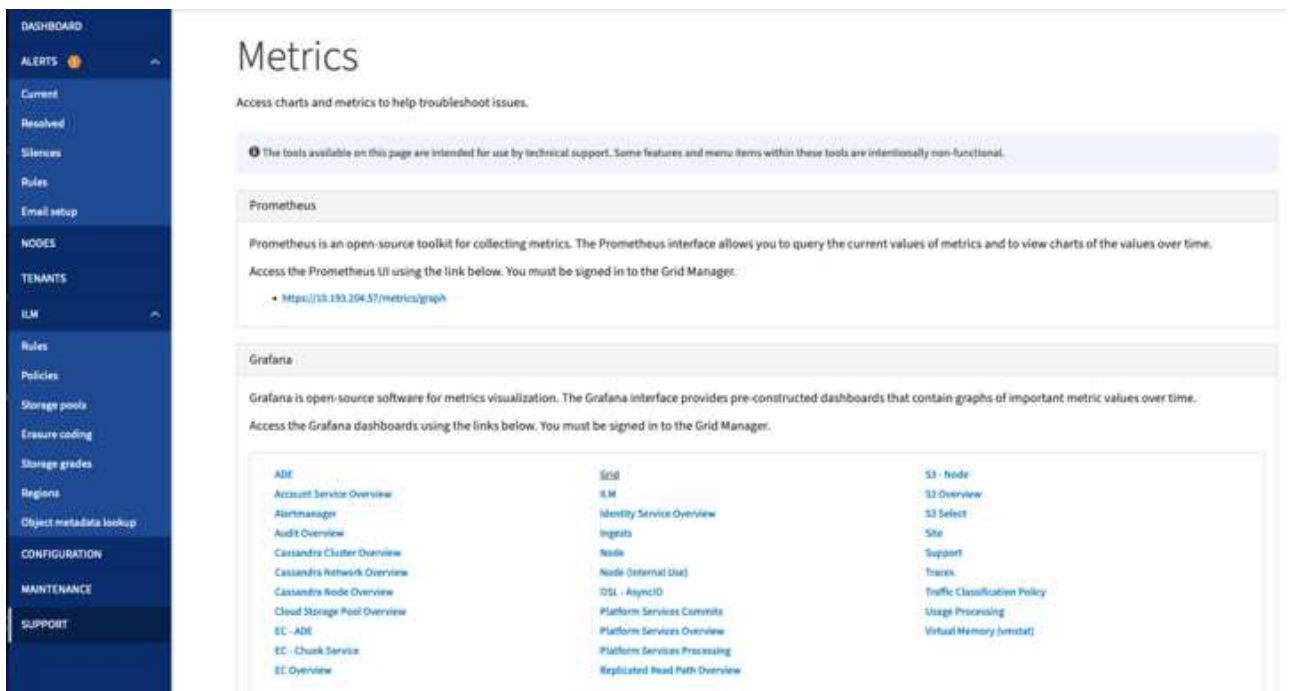 DASHBOARD
ALERTS
Current
Resolved
Silences
Rules
Email setup
NODES
TENANTS
ILM
Rules
Policies
Storage pools
Erasure coding
Storage grades
Regions
Object metadata lookup
CONFIGURATION
MAINTENANCE
SUPPORT
Metrics
Access charts and metrics to help troubleshoot issues.
The tools available on this page are intended for use by technical support. Some features and menu items within these tools are intentionally non-functional.
Prometheus
Prometheus is an open-source toolkit for collecting metrics. The Prometheus interface allows you to query the current values of metrics and to view charts of the values over time.
Access the Prometheus UI using the link below. You must be signed in to the Grid Manager.
• https://10.193.204.57/metrics/graph
Grafana
Grafana is open-source software for metrics visualization. The Grafana interface provides pre-constructed dashboards that contain graphs of important metric values over time.
Access the Grafana dashboards using the links below. You must be signed in to the Grid Manager.
ADE
Account Service Overview
Alertmanager
Audit Overview
Cassandra Cluster Overview
Cassandra Network Overview
Cassandra Node Overview
Cloud Storage Pool Overview
EC - ADE
EC - Chunk Service
EC Overview
Grid
ILM
Identity Service Overview
Ingests
Node
Node (Internal Use)
OSL - AsyncIO
Platform Services Commits
Platform Services Overview
Platform Services Processing
Replicated Read Path Overview
S3 - Node
S3 Overview
S3 Select
Site
Support
Traces
Traffic Classification Policy
Usage Processing
Virtual Memory (vmstat)